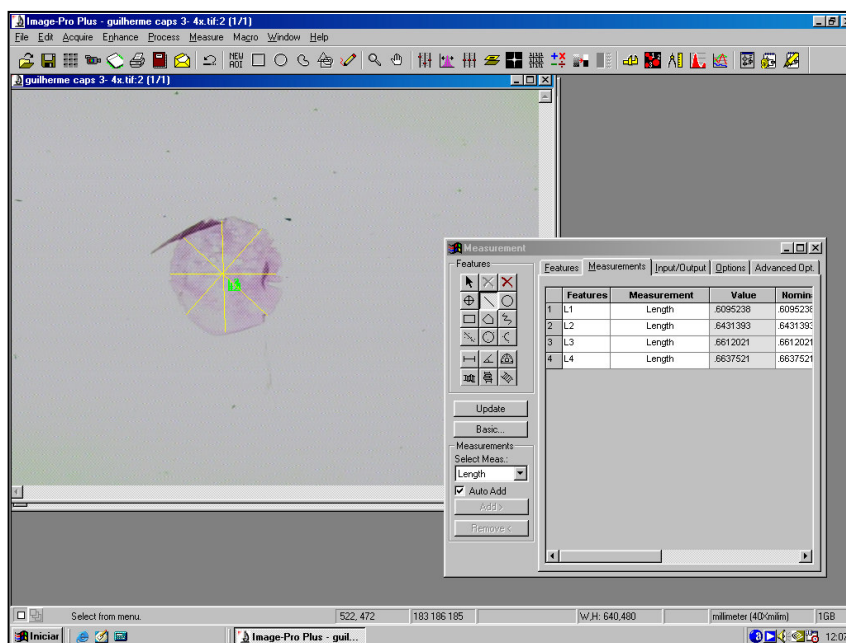 Image-Pro Plus - guilherme caps 3- 4x.tif:2 (1/1)
File Edit Acquire Enhance Process Measure Macro Window Help
NEW
AOI
guilherme caps 3- 4x.tif:2 (1/1)
Measurement
Features
Features Measurements Input/Output Options Advanced Opt.
Features Measurement Value Nomina
1 L1 Length .6095238 .6095238
2 L2 Length .6431393 .6431393
3 L3 Length .6612021 .6612021
4 L4 Length .6637521 .6637521
Update
Basic...
Measurements
Select Meas.:
Length
Auto Add
Add >
Remove <
Select from menu. 522, 472 183 186 185 W,H: 640,480 millimeter (40Xmilim) 1GB
Iniciar Image-Pro Plus - guil... 12:07